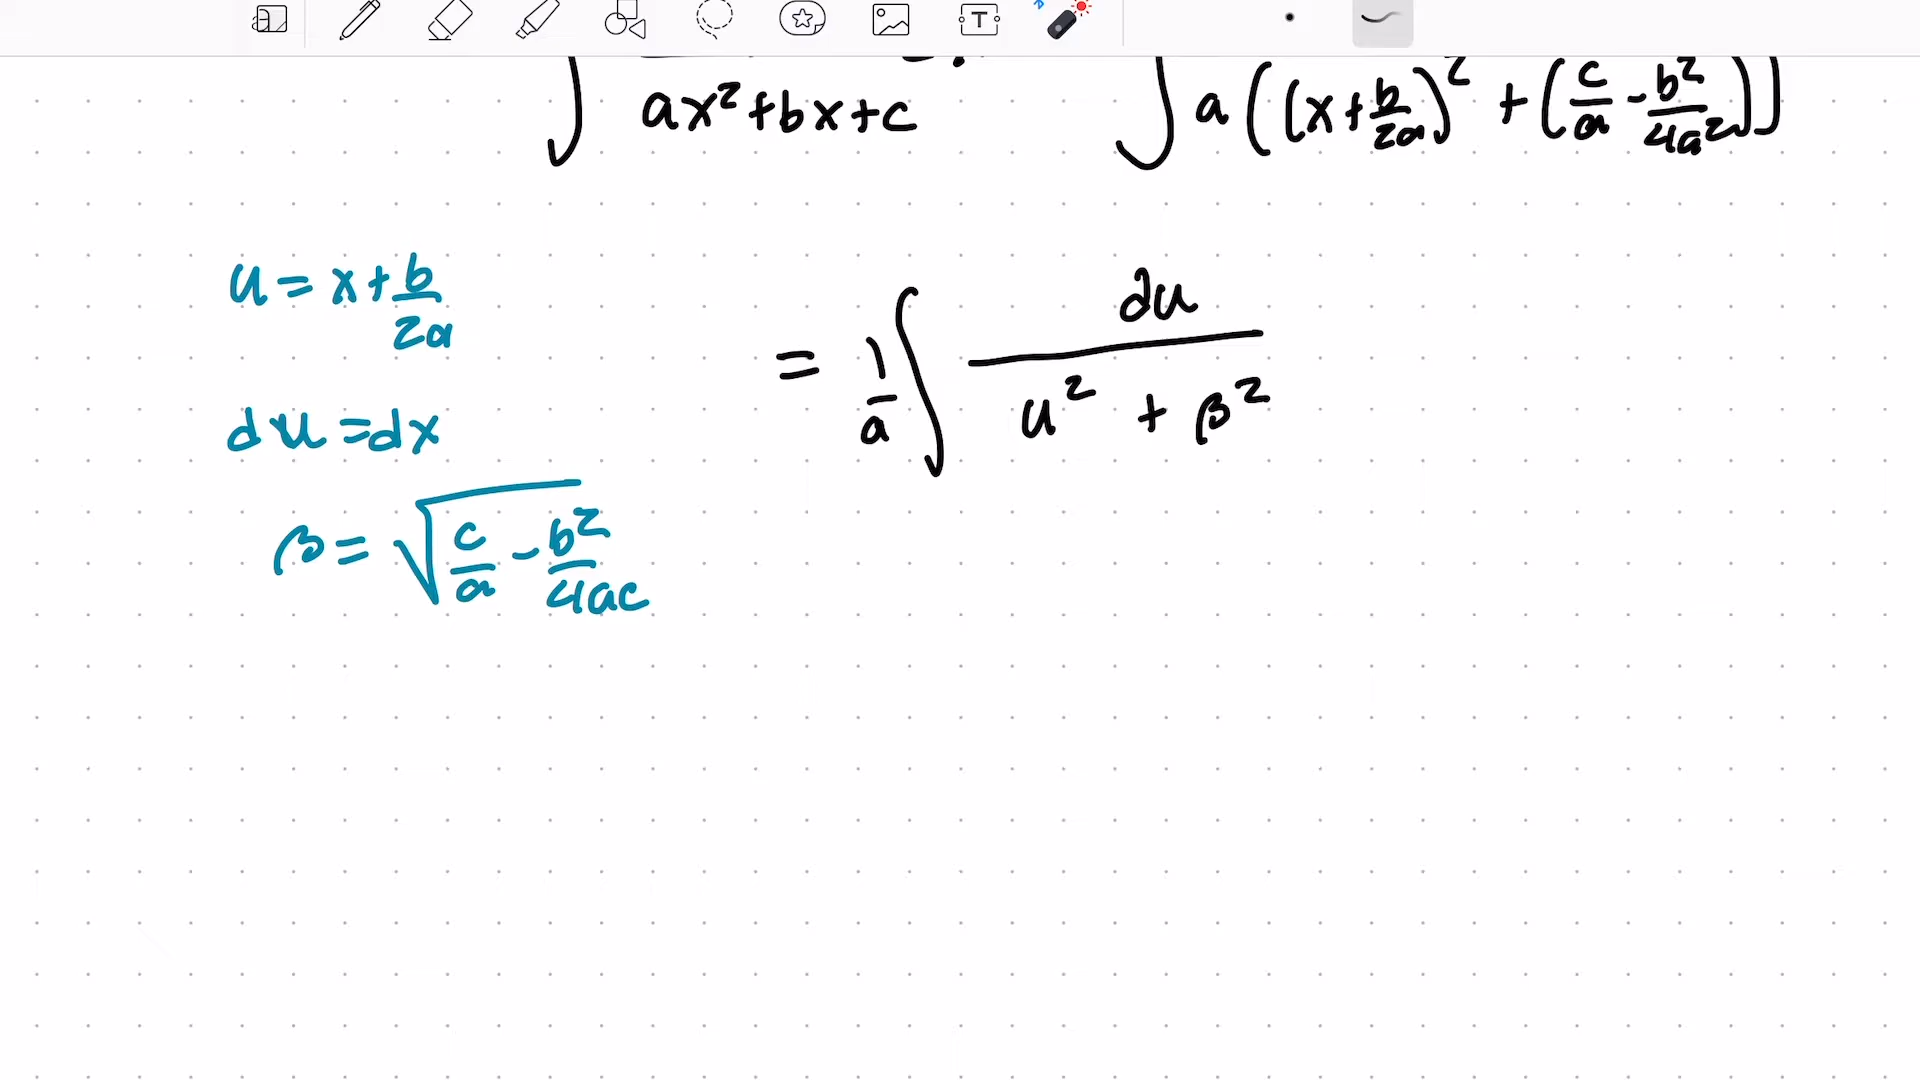 ∫ ax²+bx+c ∫ a((x+b/2a)² + (c/a - b²/4a²))
u = x+b/2a
= 1/a ∫ du/(u² + β²)
du = dx
β = √(c/a - b²/4ac)